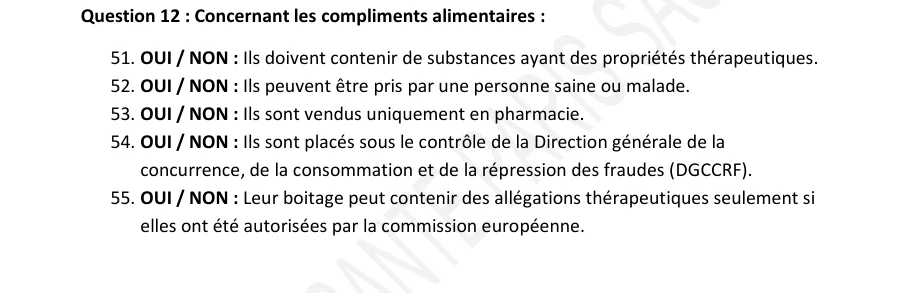 Question 12 : Concernant les compliments alimentaires :
51. OUI / NON : Ils doivent contenir de substances ayant des propriétés thérapeutiques.
52. OUI / NON : Ils peuvent être pris par une personne saine ou malade.
53. OUI / NON : Ils sont vendus uniquement en pharmacie.
54. OUI / NON : Ils sont placés sous le contrôle de la Direction générale de la
concurrence, de la consommation et de la répression des fraudes (DGCCRF).
55. OUI / NON : Leur boitage peut contenir des allégations thérapeutiques seulement si
elles ont été autorisées par la commission européenne.
SANTE PARIS SAC